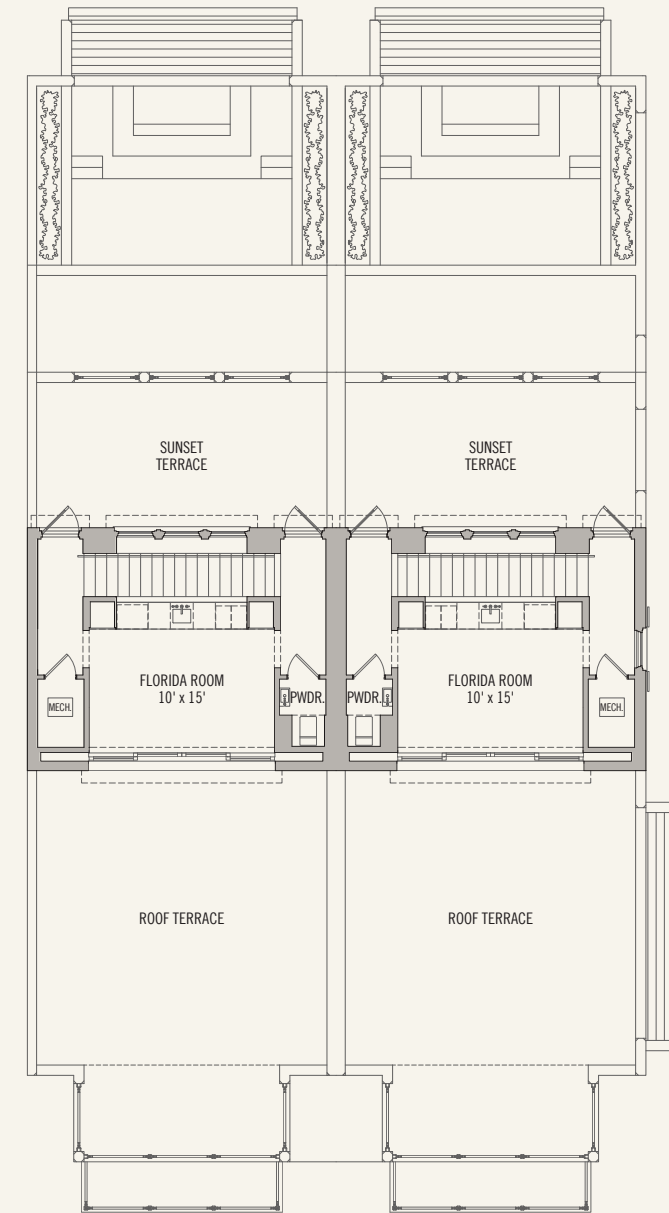 SUNSET
TERRACE
SUNSET
TERRACE
FLORIDA ROOM
10' x 15'
FLORIDA ROOM
10' x 15'
MECH.
PWDR.
PWDR.
MECH.
ROOF TERRACE
ROOF TERRACE